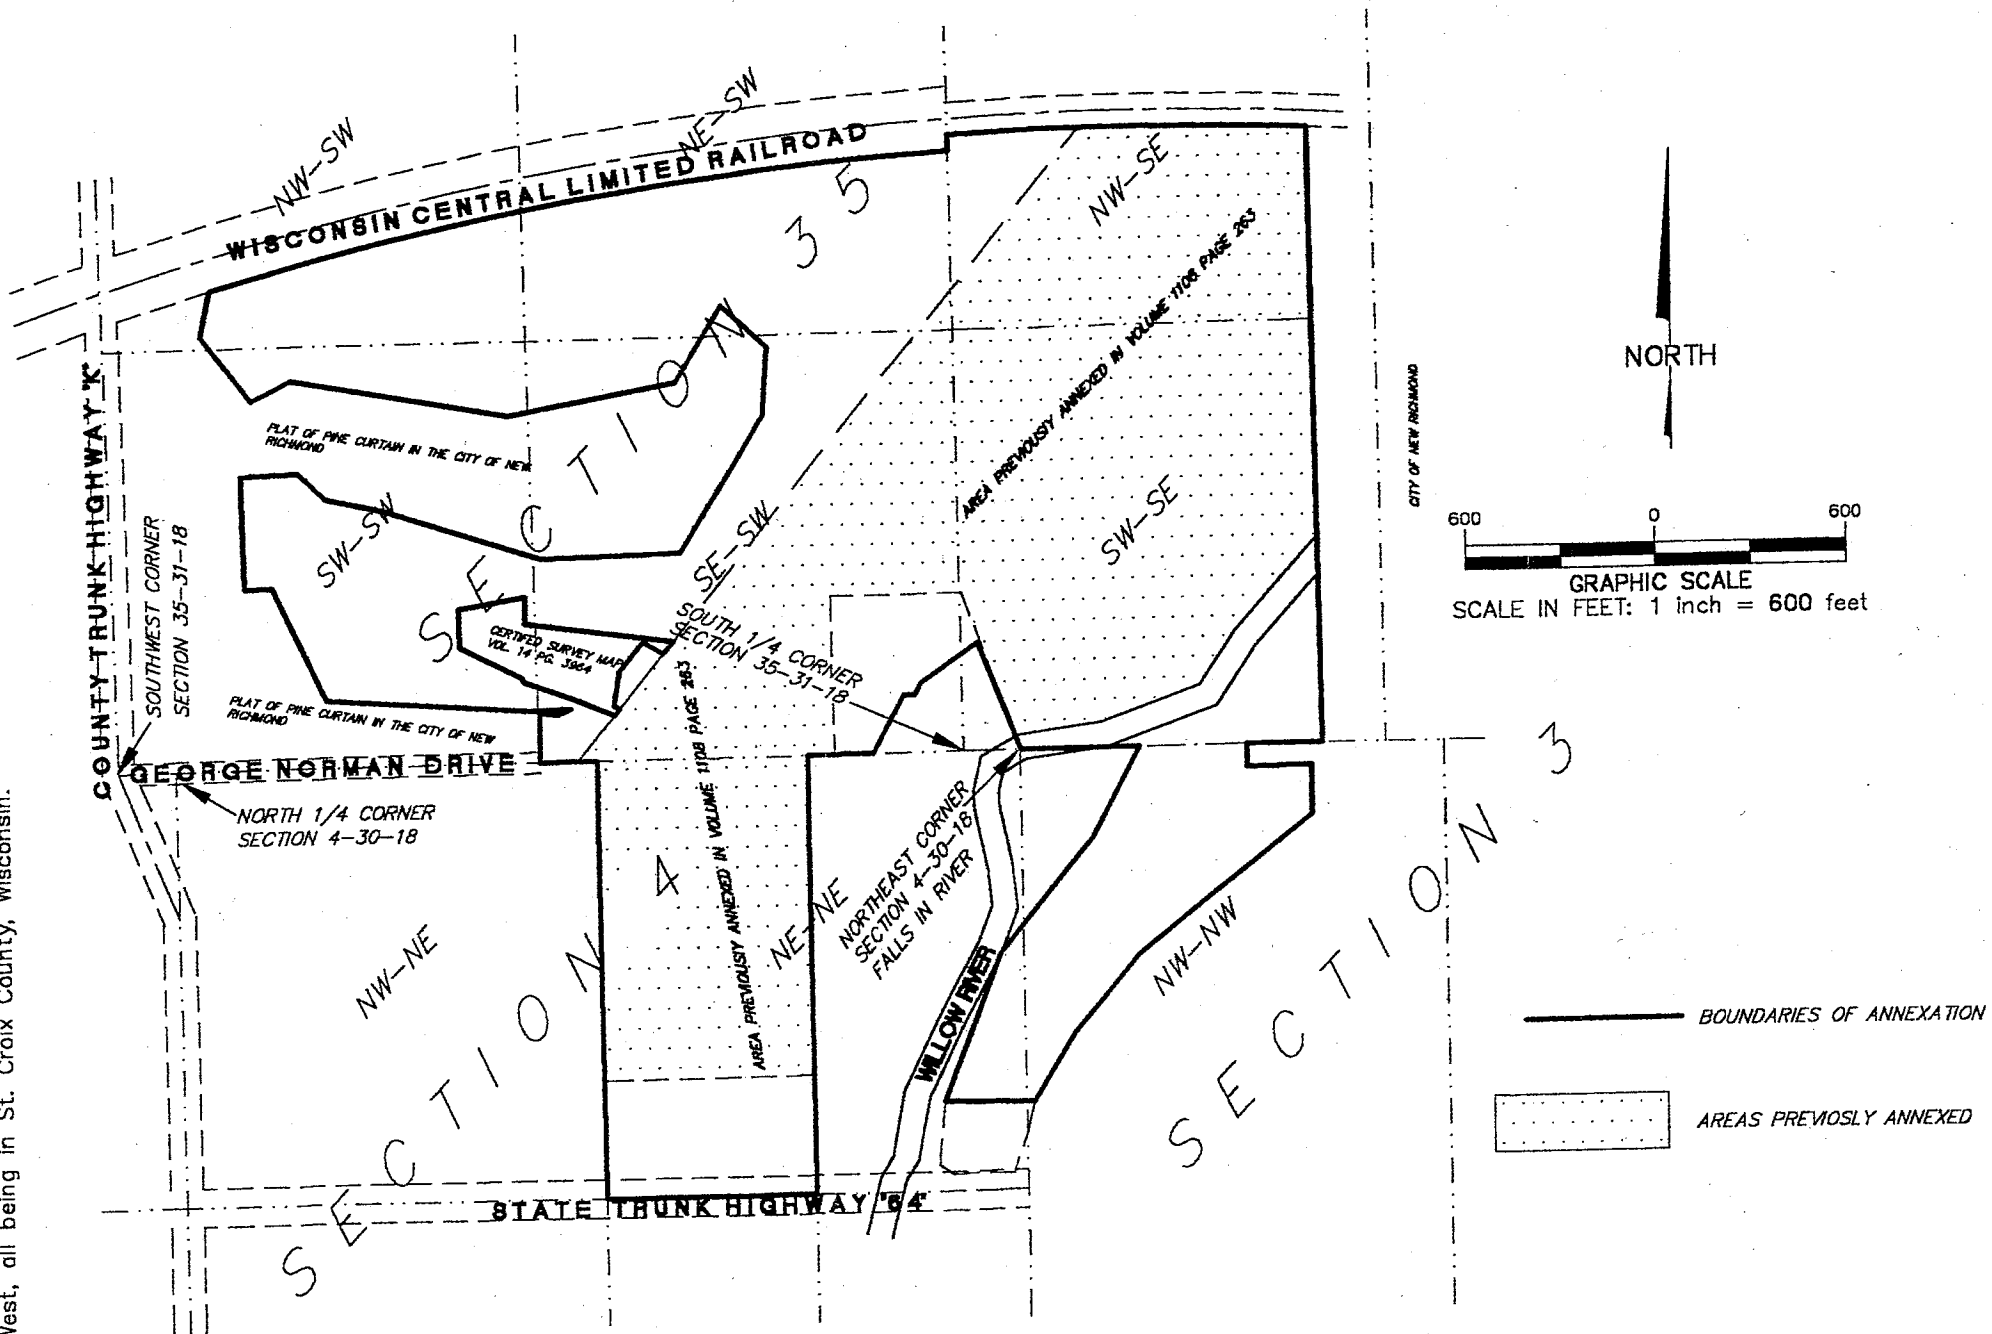 NW-SW
NE-SW
WISCONSIN CENTRAL LIMITED RAILROAD
35
NW-SE
SECTION
AREA PREVIOUSLY ANNEXED IN VOLUME 1108 PAGE 263
NORTH
COUNTY TRUNK HIGHWAY "K"
PLAT OF PINE CURTAIN IN THE CITY OF NEW
RICHMOND
CITY OF NEW RICHMOND
SW-SW
SE-SW
SW-SE
600 0 600
GRAPHIC SCALE
SCALE IN FEET: 1 inch = 600 feet
SOUTHWEST CORNER
SECTION 35-31-18
CERTIFED SURVEY MAP
VOL. 14 PG. 3964
SOUTH 1/4 CORNER
SECTION 35-31-18
PLAT OF PINE CURTAIN IN THE CITY OF NEW
RICHMOND
GEORGE NORMAN DRIVE
NORTH 1/4 CORNER
SECTION 4-30-18
AREA PREVIOUSLY ANNEXED IN VOLUME 1108 PAGE 263
NORTHEAST CORNER
SECTION 4-30-18
FALLS IN RIVER
3
4
NW-NE
NE-NE
NW-NW
SECTION
SECTION
WILLOW RIVER
STATE TRUNK HIGHWAY "64"
BOUNDARIES OF ANNEXATION
AREAS PREVIOSLY ANNEXED
West, all being in St. Croix County, Wisconsin.